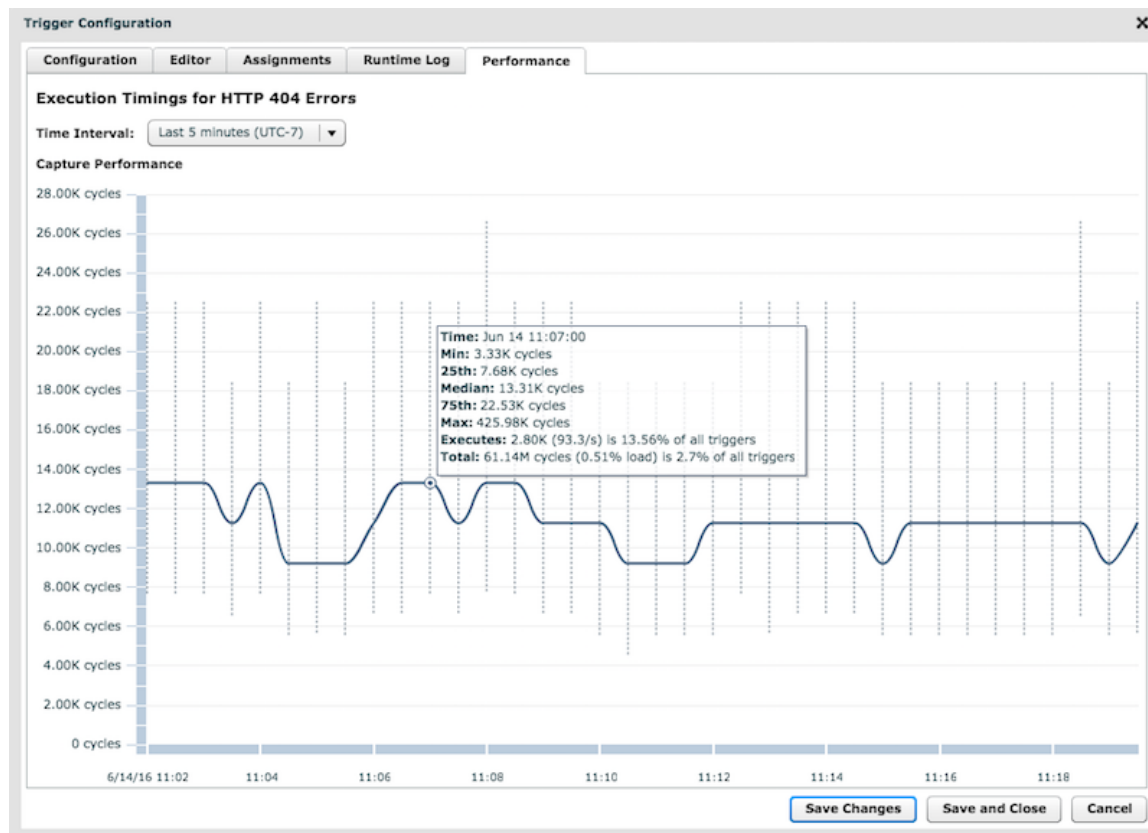 Trigger Configuration
Configuration Editor Assignments Runtime Log Performance
Execution Timings for HTTP 404 Errors
Time Interval: Last 5 minutes (UTC-7)
Capture Performance
28.00K cycles
26.00K cycles
24.00K cycles
22.00K cycles
20.00K cycles
18.00K cycles
16.00K cycles
14.00K cycles
12.00K cycles
10.00K cycles
8.00K cycles
6.00K cycles
4.00K cycles
2.00K cycles
0 cycles
Time: Jun 14 11:07:00
Min: 3.33K cycles
25th: 7.68K cycles
Median: 13.31K cycles
75th: 22.53K cycles
Max: 425.98K cycles
Executes: 2.80K (93.3/s) is 13.56% of all triggers
Total: 61.14M cycles (0.51% load) is 2.7% of all triggers
6/14/16 11:02 11:04 11:06 11:08 11:10 11:12 11:14 11:16 11:18
Save Changes Save and Close Cancel